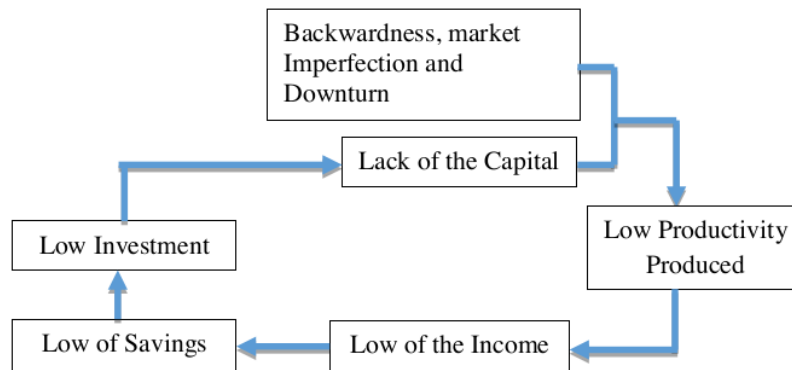 Backwardness, market
Imperfection and
Downturn
Lack of the Capital
Low Investment
Low Productivity
Produced
Low of Savings
Low of the Income